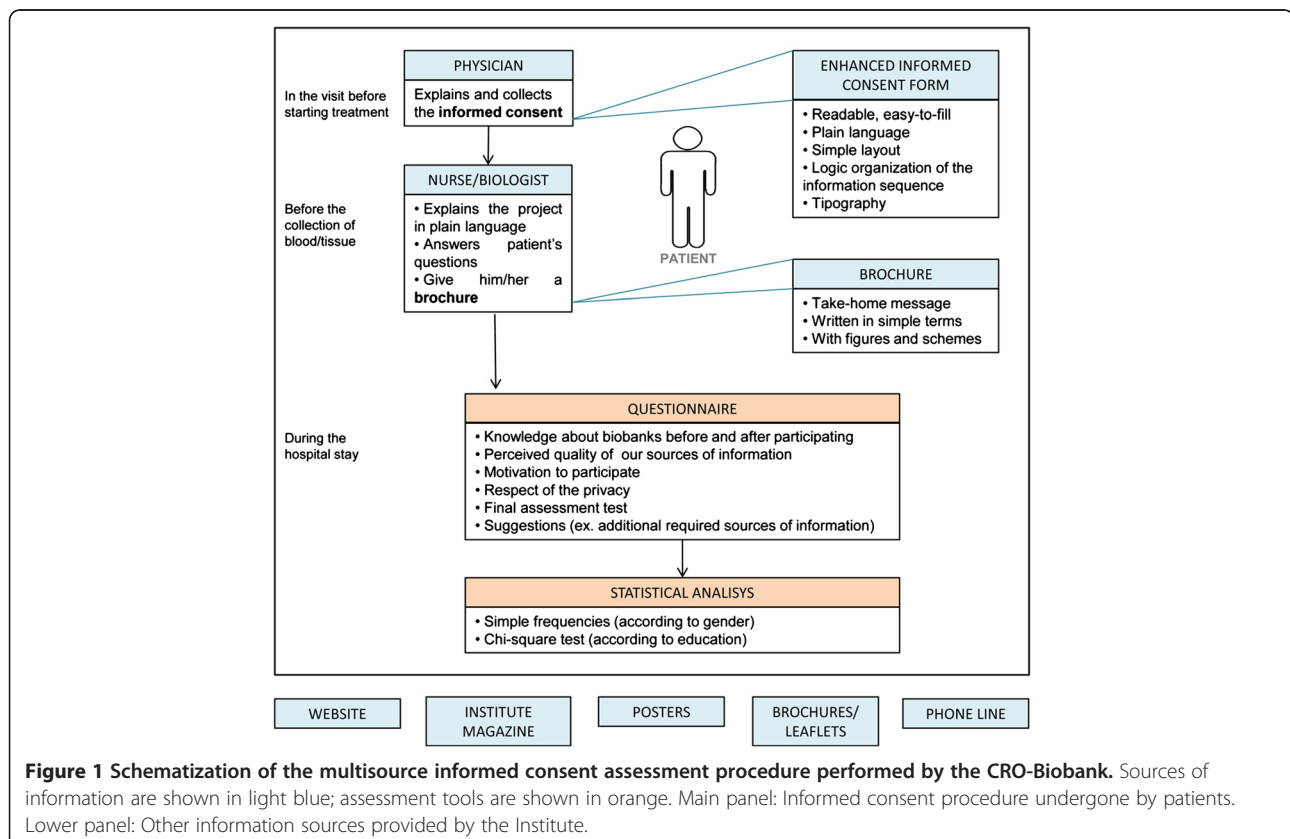 PHYSICIAN
In the visit before
starting treatment
Explains and collects
the informed consent
ENHANCED INFORMED
CONSENT FORM
• Readable, easy-to-fill
• Plain language
• Simple layout
• Logic organization of the
information sequence
• Tipography
PATIENT
NURSE/BIOLOGIST
Before the
collection of
blood/tissue
• Explains the project
in plain language
• Answers patient's
questions
• Give him/her a
brochure
BROCHURE
• Take-home message
• Written in simple terms
• With figures and schemes
During the
hospital stay
QUESTIONNAIRE
• Knowledge about biobanks before and after participating
• Perceived quality of our sources of information
• Motivation to participate
• Respect of the privacy
• Final assessment test
• Suggestions (ex. additional required sources of information)
STATISTICAL ANALISYS
• Simple frequencies (according to gender)
• Chi-square test (according to education)
WEBSITE
INSTITUTE
MAGAZINE
POSTERS
BROCHURES/
LEAFLETS
PHONE LINE
Figure 1 Schematization of the multisource informed consent assessment procedure performed by the CRO-Biobank. Sources of
information are shown in light blue; assessment tools are shown in orange. Main panel: Informed consent procedure undergone by patients.
Lower panel: Other information sources provided by the Institute.